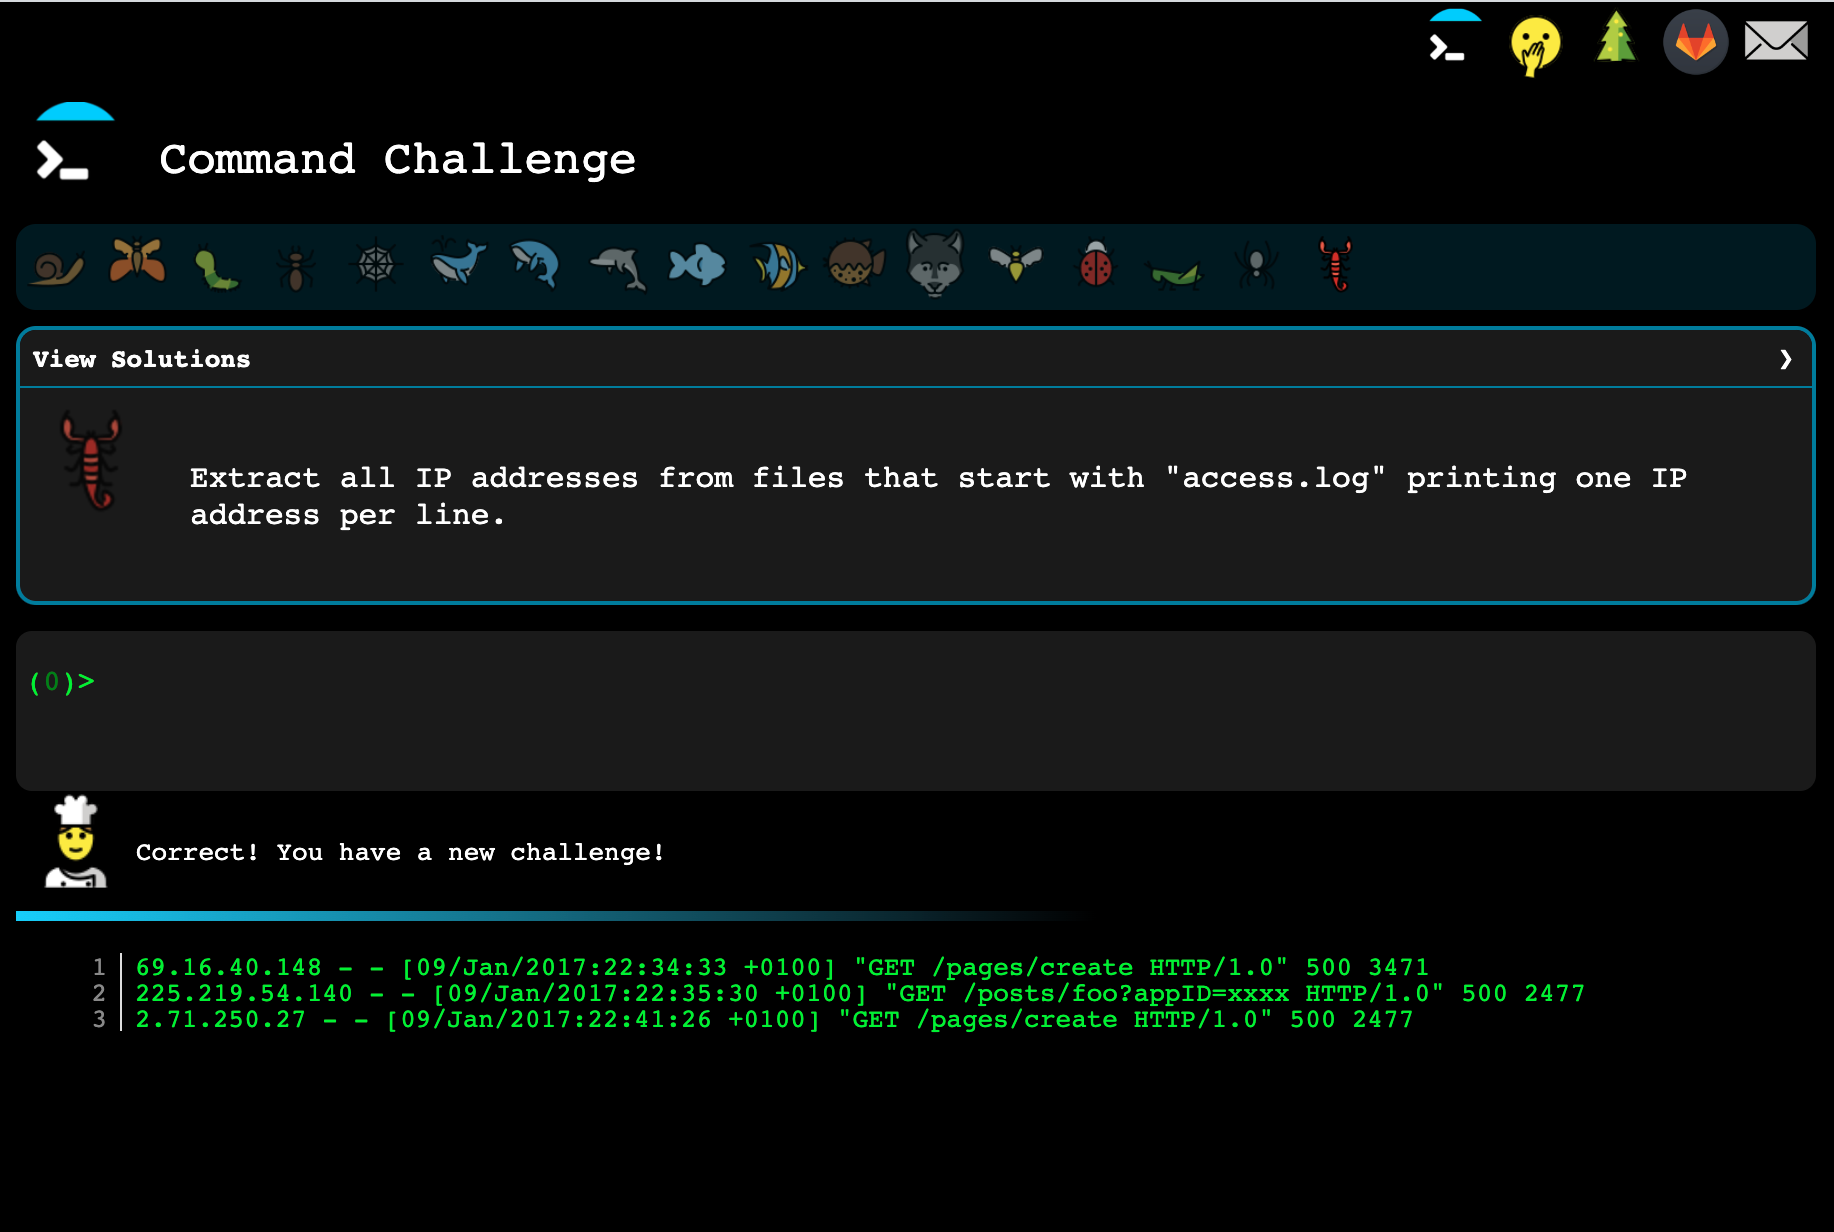 Command Challenge
View Solutions ❯
Extract all IP addresses from files that start with "access.log" printing one IP
address per line.
(0)>
Correct! You have a new challenge!
1 69.16.40.148 - - [09/Jan/2017:22:34:33 +0100] "GET /pages/create HTTP/1.0" 500 3471
2 225.219.54.140 - - [09/Jan/2017:22:35:30 +0100] "GET /posts/foo?appID=xxxx HTTP/1.0" 500 2477
3 2.71.250.27 - - [09/Jan/2017:22:41:26 +0100] "GET /pages/create HTTP/1.0" 500 2477